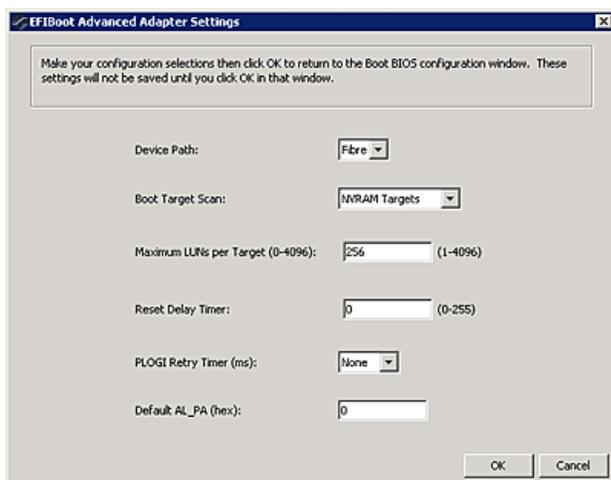 EFIBoot Advanced Adapter Settings
Make your configuration selections then click OK to return to the Boot BIOS configuration window. These
settings will not be saved until you click OK in that window.
Device Path: Fibre
Boot Target Scan: NVRAM Targets
Maximum LUNs per Target (0-4096): 256 (1-4096)
Reset Delay Timer: 0 (0-255)
PLOGI Retry Timer (ms): None
Default AL_PA (hex): 0
OK Cancel